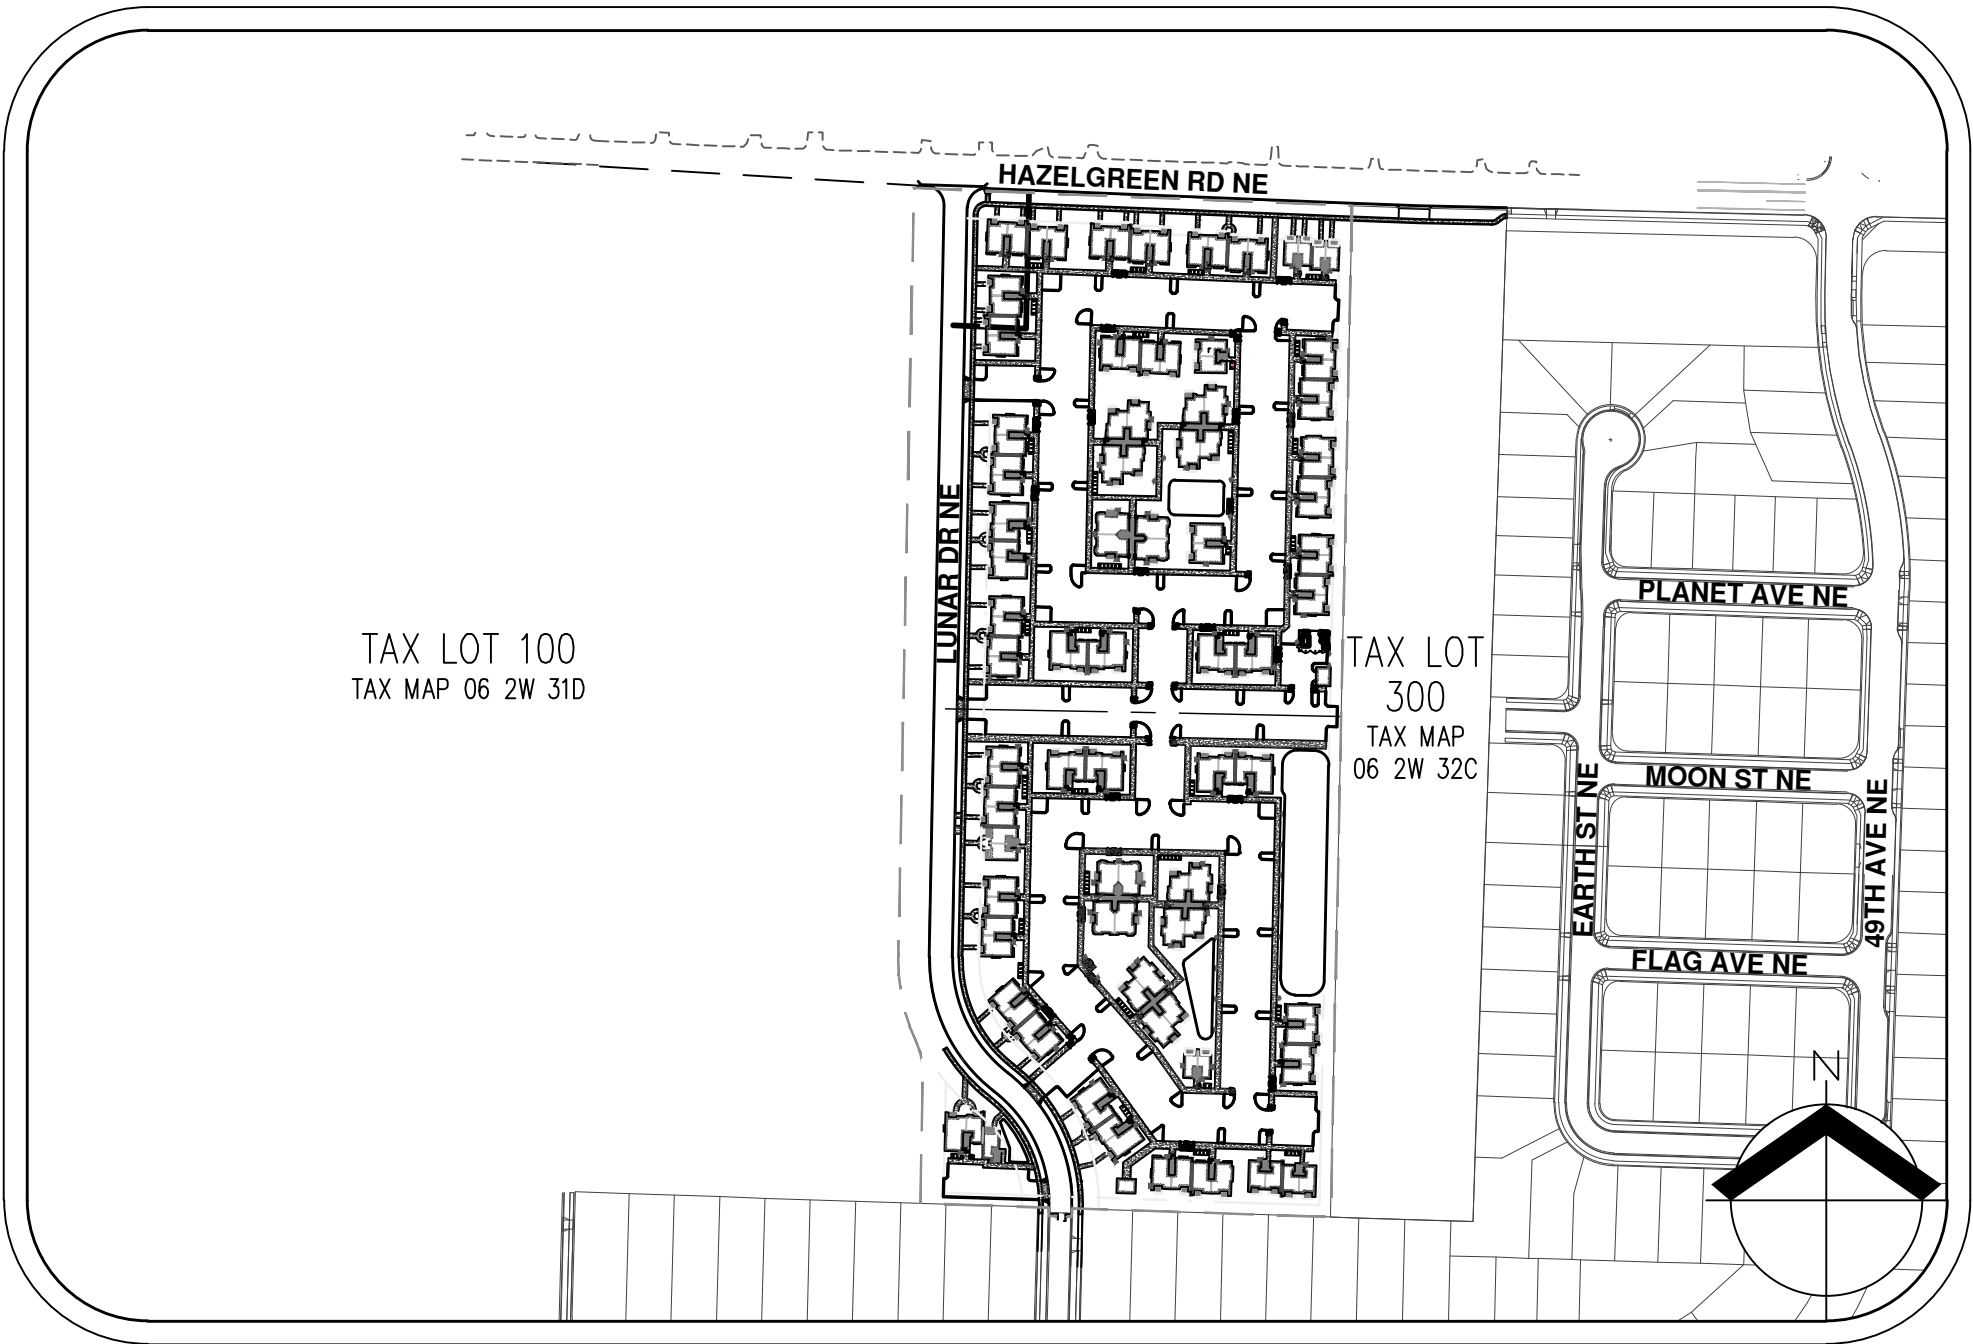 HAZELGREEN RD NE
LUNAR DR NE
TAX LOT 100
TAX MAP 06 2W 31D
TAX LOT
300
TAX MAP
06 2W 32C
PLANET AVE NE
MOON ST NE
EARTH ST NE
49TH AVE NE
FLAG AVE NE
N